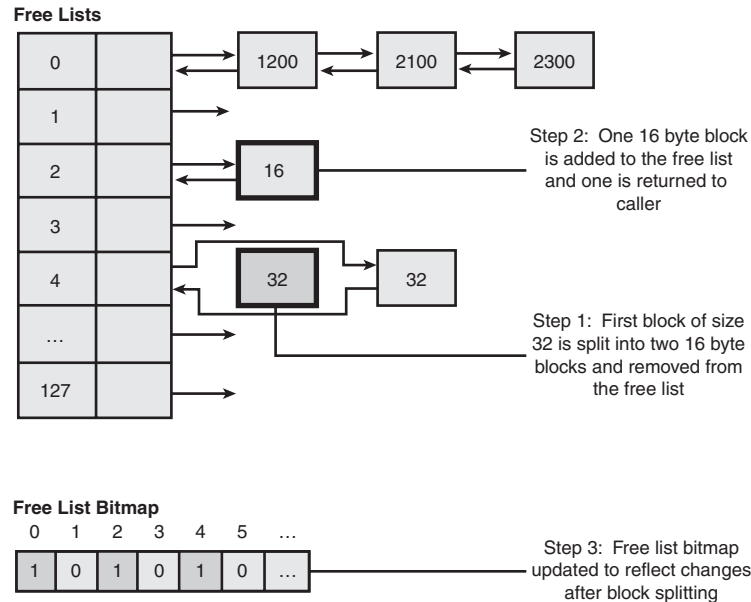 Free Lists
0
1200
2100
2300
1
2
16
Step 2: One 16 byte block
is added to the free list
and one is returned to
caller
3
4
32
32
...
Step 1: First block of size
32 is split into two 16 byte
blocks and removed from
the free list
127
Free List Bitmap
0 1 2 3 4 5 ...
1 0 1 0 1 0 ...
Step 3: Free list bitmap
updated to reflect changes
after block splitting